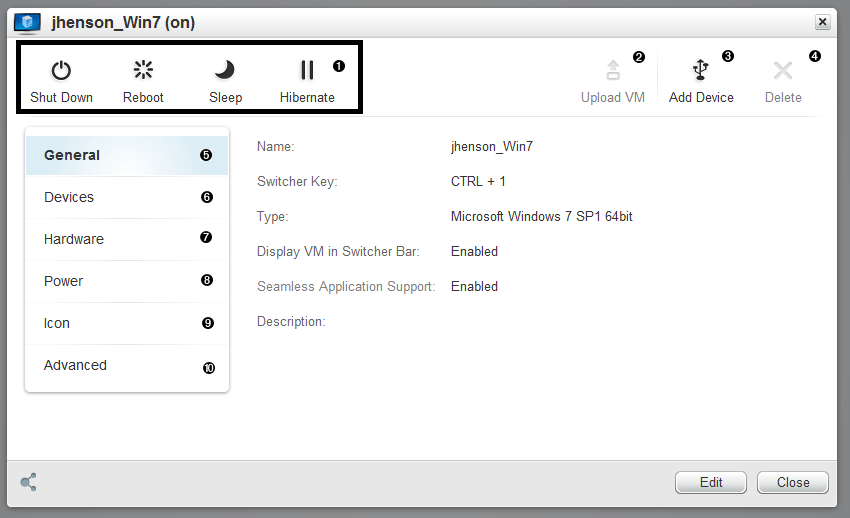 jhenson_Win7 (on)
Shut Down Reboot Sleep Hibernate ❶ Upload VM ❷ Add Device ❸ Delete ❹
General ❺
Devices ❻
Hardware ❼
Power ❽
Icon ❾
Advanced ❿
Name: jhenson_Win7
Switcher Key: CTRL + 1
Type: Microsoft Windows 7 SP1 64bit
Display VM in Switcher Bar: Enabled
Seamless Application Support: Enabled
Description:
Edit Close